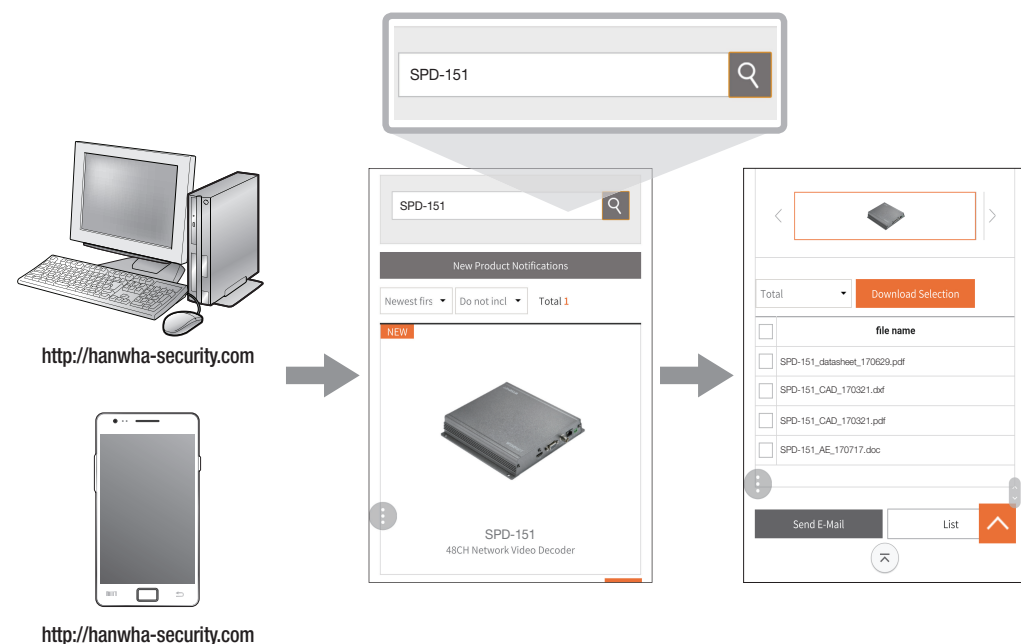 SPD-151
http://hanwha-security.com
http://hanwha-security.com
SPD-151
New Product Notifications
Newest firs
Do not incl
Total 1
NEW
SPD-151
48CH Network Video Decoder
Total
Download Selection
file name
SPD-151_datasheet_170629.pdf
SPD-151_CAD_170321.dxf
SPD-151_CAD_170321.pdf
SPD-151_AE_170717.doc
Send E-Mail
List